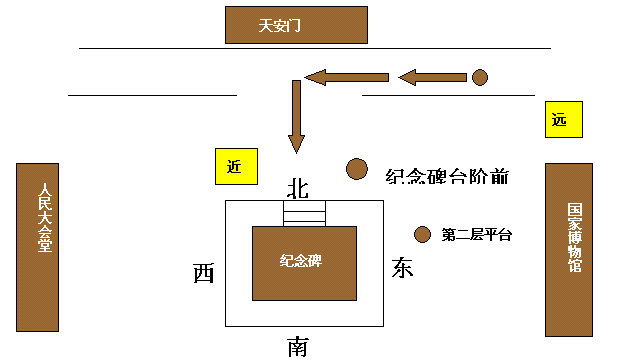 天安门
远
近
纪念碑台阶前
人民大会堂
北
国家博物馆
第二层平台
纪念碑
西
东
南